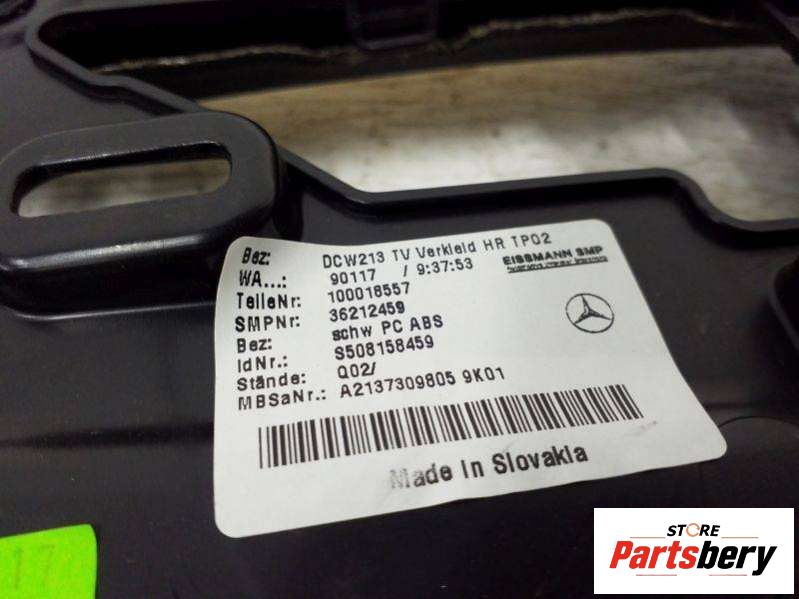 Bez: DCW213 TV Verkleid HR TP02
WA...: 90117 / 9:37:53
EISSMANN SMP
TeileNr: 100018557
SMPNr: 36212459
Bez: schw PC ABS
IdNr.: S508158459
Stände: Q02/
MBSaNr.: A2137309805 9K01
Made in Slovakia
STORE
Partsbery